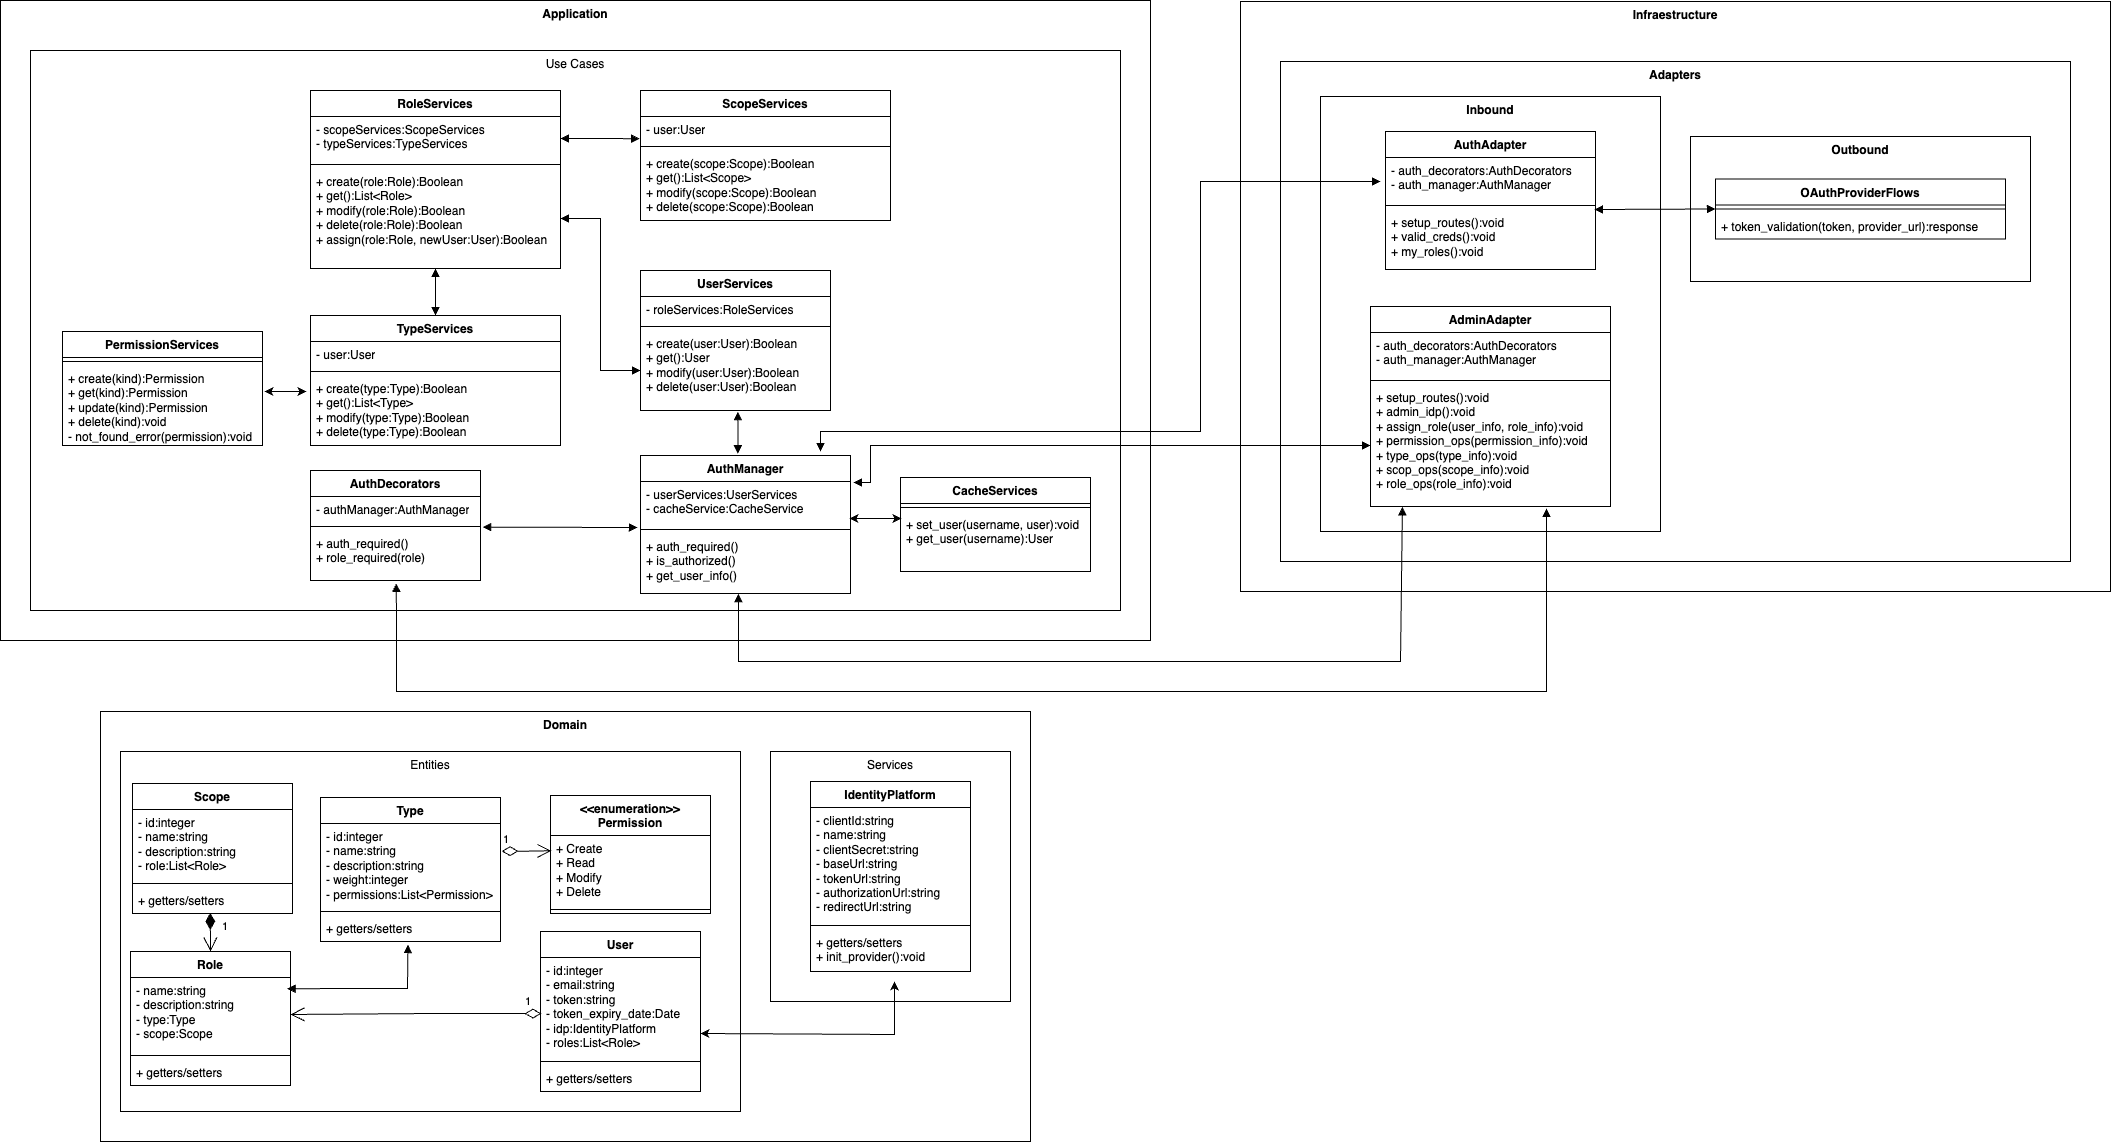 Application
Use Cases
RoleServices
- scopeServices:ScopeServices
- typeServices:TypeServices
+ create(role:Role):Boolean
+ get():List<Role>
+ modify(role:Role):Boolean
+ delete(role:Role):Boolean
+ assign(role:Role, newUser:User):Boolean
ScopeServices
- user:User
+ create(scope:Scope):Boolean
+ get():List<Scope>
+ modify(scope:Scope):Boolean
+ delete(scope:Scope):Boolean
UserServices
- roleServices:RoleServices
+ create(user:User):Boolean
+ get():User
+ modify(user:User):Boolean
+ delete(user:User):Boolean
PermissionServices
+ create(kind):Permission
+ get(kind):Permission
+ update(kind):Permission
+ delete(kind):void
- not_found_error(permission):void
TypeServices
- user:User
+ create(type:Type):Boolean
+ get():List<Type>
+ modify(type:Type):Boolean
+ delete(type:Type):Boolean
AuthDecorators
- authManager:AuthManager
+ auth_required()
+ role_required(role)
AuthManager
- userServices:UserServices
- cacheService:CacheService
+ auth_required()
+ is_authorized()
+ get_user_info()
CacheServices
+ set_user(username, user):void
+ get_user(username):User
Infraestructure
Adapters
Inbound
AuthAdapter
- auth_decorators:AuthDecorators
- auth_manager:AuthManager
+ setup_routes():void
+ valid_creds():void
+ my_roles():void
Outbound
OAuthProviderFlows
+ token_validation(token, provider_url):response
AdminAdapter
- auth_decorators:AuthDecorators
- auth_manager:AuthManager
+ setup_routes():void
+ admin_idp():void
+ assign_role(user_info, role_info):void
+ permission_ops(permission_info):void
+ type_ops(type_info):void
+ scop_ops(scope_info):void
+ role_ops(role_info):void
Domain
Entities
Scope
- id:integer
- name:string
- description:string
- role:List<Role>
+ getters/setters
1
Type
- id:integer
- name:string
- description:string
- weight:integer
- permissions:List<Permission>
+ getters/setters
1
<<enumeration>>
Permission
+ Create
+ Read
+ Modify
+ Delete
Role
- name:string
- description:string
- type:Type
- scope:Scope
+ getters/setters
1
User
- id:integer
- email:string
- token:string
- token_expiry_date:Date
- idp:IdentityPlatform
- roles:List<Role>
+ getters/setters
Services
IdentityPlatform
- clientId:string
- name:string
- clientSecret:string
- baseUrl:string
- tokenUrl:string
- authorizationUrl:string
- redirectUrl:string
+ getters/setters
+ init_provider():void